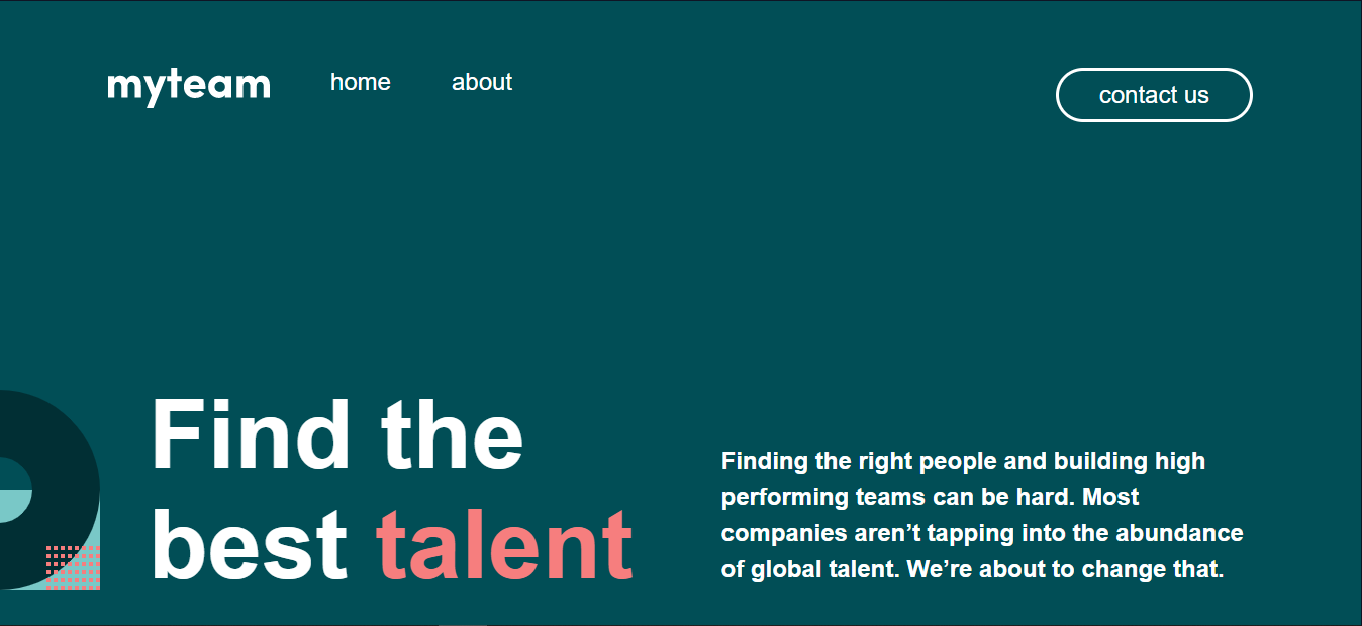 myteam
home
about
contact us
Find the
best talent
Finding the right people and building high
performing teams can be hard. Most
companies aren’t tapping into the abundance
of global talent. We’re about to change that.